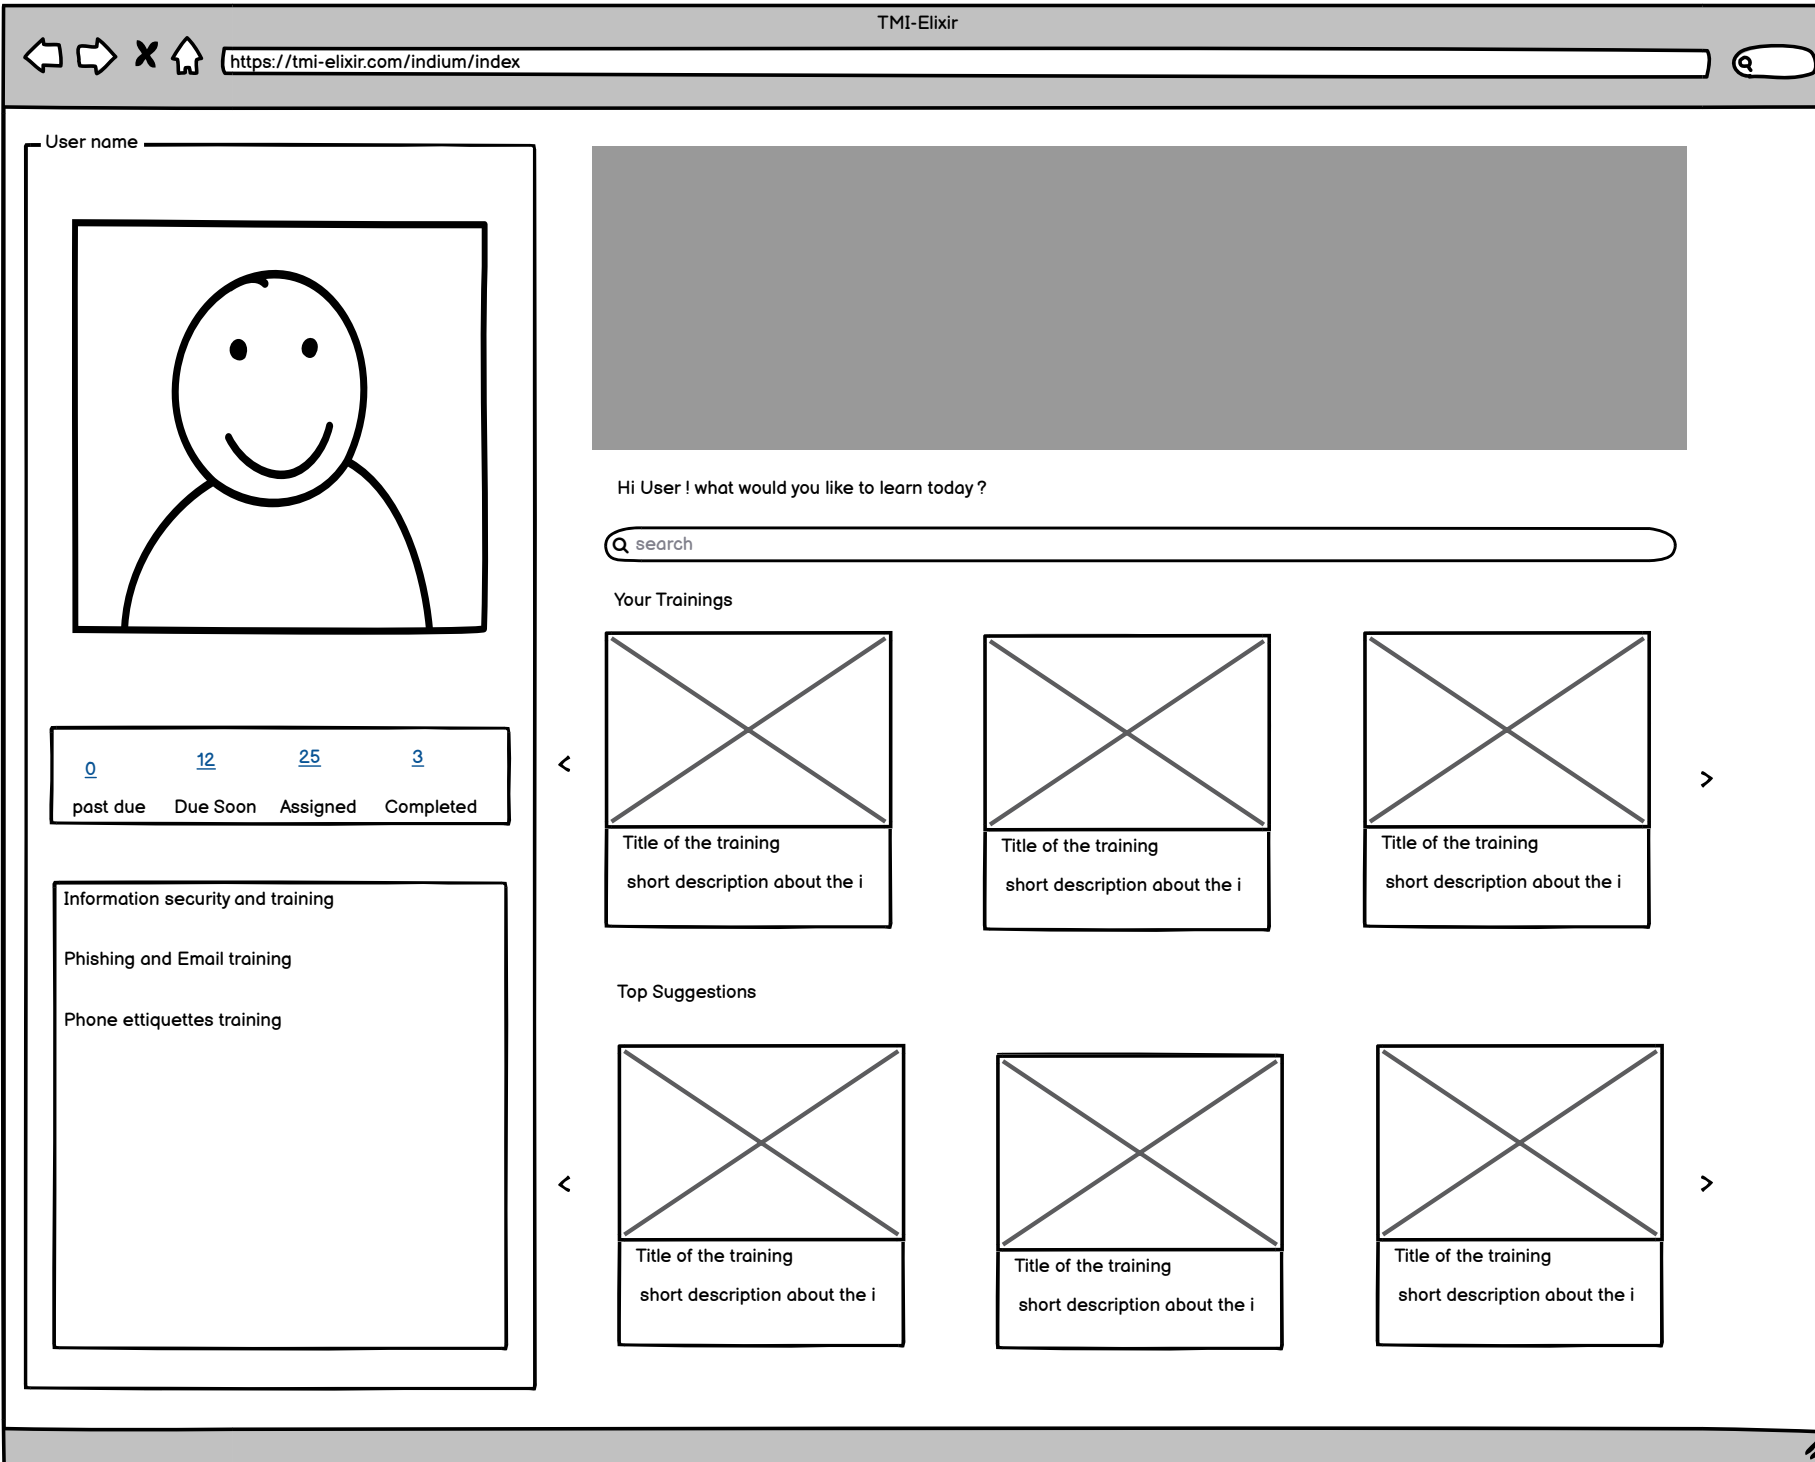 TMI-Elixir
https://tmi-elixir.com/indium/index
User name
0
12
25
3
past due
Due Soon
Assigned
Completed
Information security and training
Phishing and Email training
Phone ettiquettes training
Hi User ! what would you like to learn today ?
search
Your Trainings
<
Title of the training
short description about the i
Title of the training
short description about the i
Title of the training
short description about the i
>
Top Suggestions
<
Title of the training
short description about the i
Title of the training
short description about the i
Title of the training
short description about the i
>